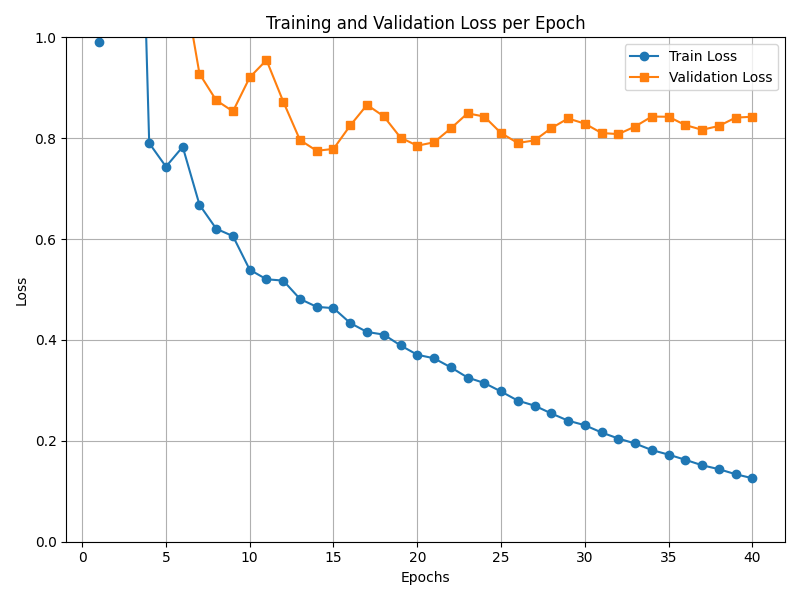 Training and Validation Loss per Epoch
Train Loss
Validation Loss
1.0
0.8
0.6
0.4
0.2
0.0
Loss
0 5 10 15 20 25 30 35 40
Epochs